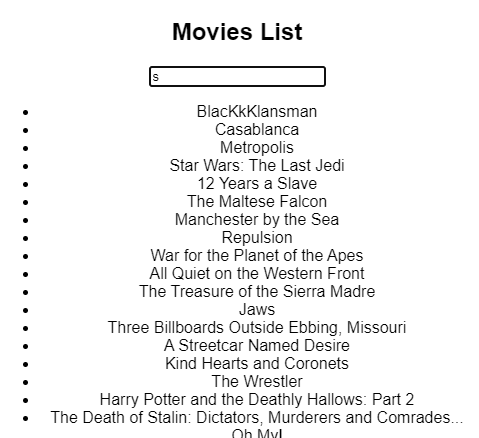 Movies List
s
BlacKkKlansman
Casablanca
Metropolis
Star Wars: The Last Jedi
12 Years a Slave
The Maltese Falcon
Manchester by the Sea
Repulsion
War for the Planet of the Apes
All Quiet on the Western Front
The Treasure of the Sierra Madre
Jaws
Three Billboards Outside Ebbing, Missouri
A Streetcar Named Desire
Kind Hearts and Coronets
The Wrestler
Harry Potter and the Deathly Hallows: Part 2
The Death of Stalin: Dictators, Murderers and Comrades...
Oh My!